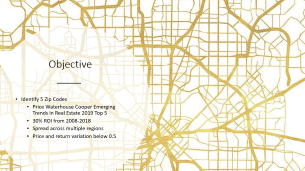 Objective
• Identify 5 Zip Codes
• Price Waterhouse Cooper Emerging
Trends in Real Estate 2019 Top 5
• 30% ROI from 2008-2018
• Spread across multiple regions
• Price and return variation below 0.5